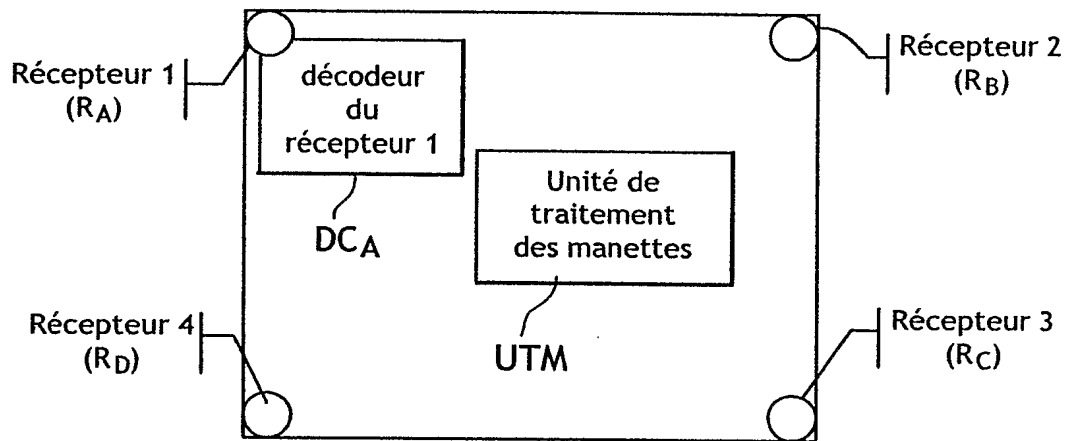 Récepteur 1
(RA)
décodeur
du
récepteur 1
DCA
Récepteur 2
(RB)
Unité de
traitement
des manettes
UTM
Récepteur 4
(RD)
Récepteur 3
(RC)